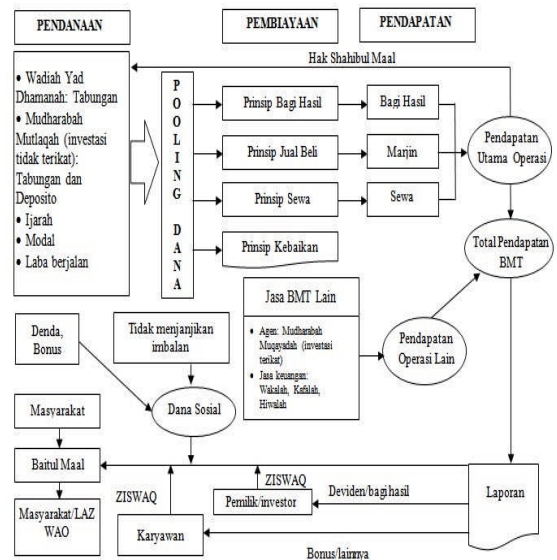 PENDANAAN
PEMBIAYAAN
PENDAPATAN
Hak Shahibul Maal
• Wadiah Yad
Dhamanah: Tabungan
• Mudharabah
Mutlaqah (investasi
tidak terikat):
Tabungan dan
Deposito
• Ijarah
• Modal
• Laba berjalan
P
O
O
L
I
N
G
D
A
N
A
Prinsip Bagi Hasil
Bagi Hasil
Prinsip Jual Beli
Marjin
Prinsip Sewa
Sewa
Prinsip Kebaikan
Pendapatan
Utama Operasi
Total Pendapatan
BMT
Jasa BMT Lain
• Agen: Mudharabah
Muqayadah (investasi
terikat)
• Jasa keuangan:
Wakalah, Kafalah,
Hiwalah
Pendapatan
Operasi Lain
Denda,
Bonus
Tidak menjanjikan
imbalan
Dana Sosial
Masyarakat
Baitul Maal
Masyarakat/LAZ
WAO
ZISWAQ
Karyawan
ZISWAQ
Pemilik/investor
Deviden/bagi hasil
Laporan
Bonus/lainnya